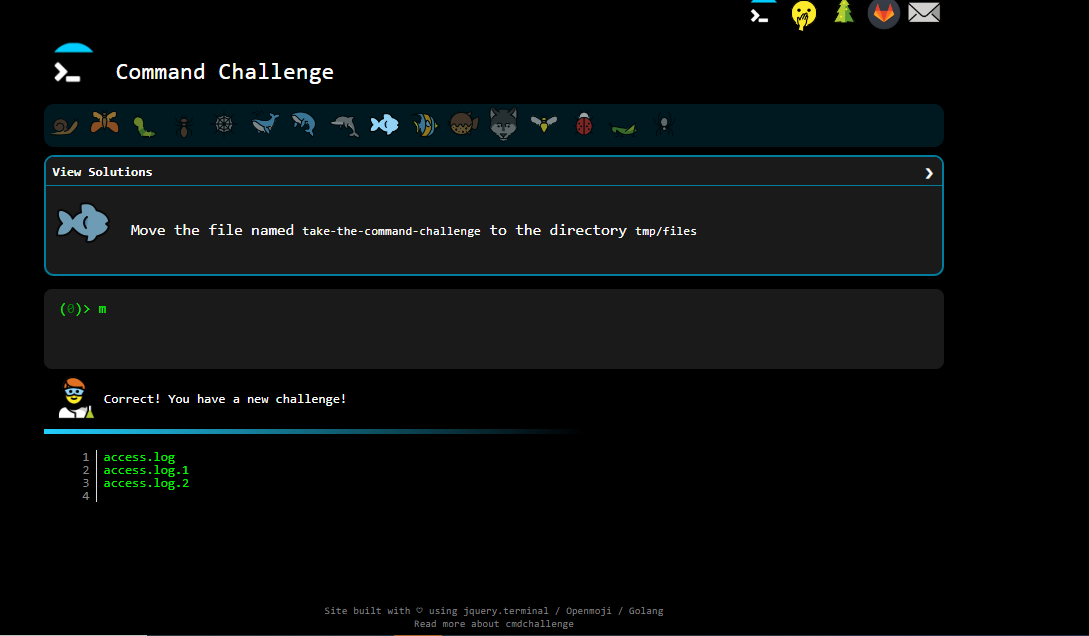 Command Challenge
View Solutions ❯
Move the file named take-the-command-challenge to the directory tmp/files
(0)> m
Correct! You have a new challenge!
1 access.log
2 access.log.1
3 access.log.2
4
Site built with ♡ using jquery.terminal / Openmoji / Golang
Read more about cmdchallenge